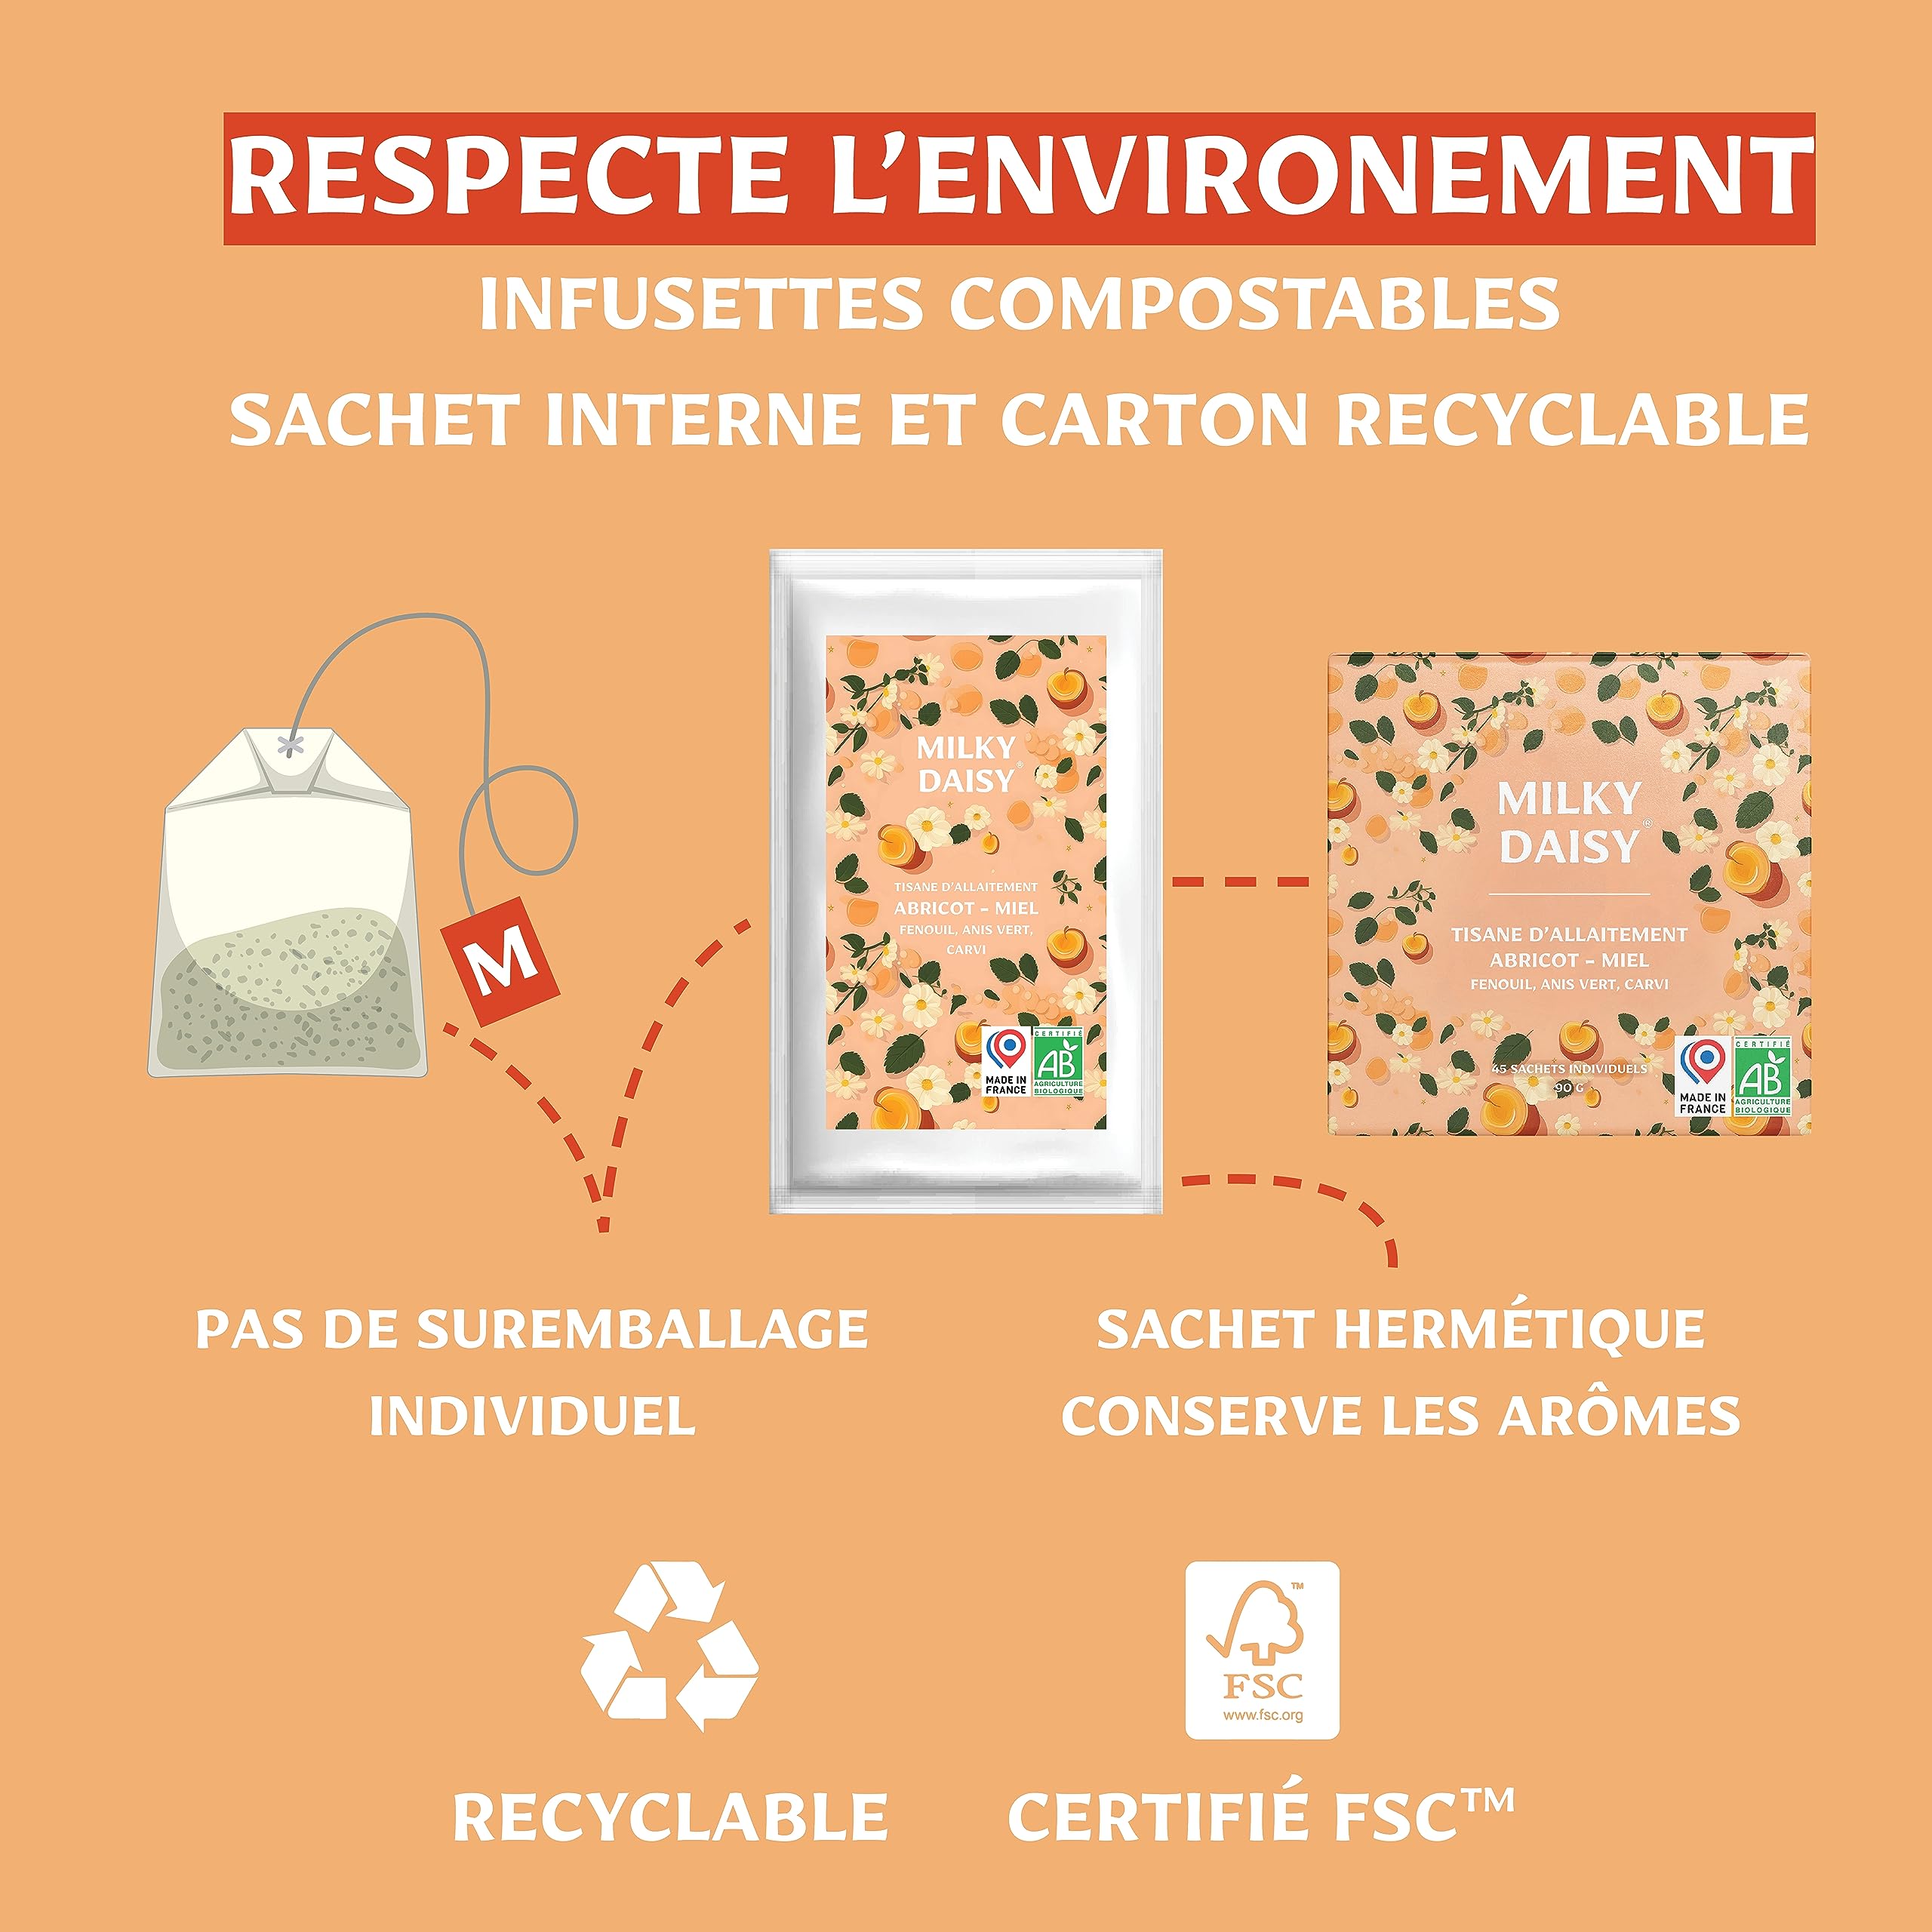 RESPECTE L'ENVIRONEMENT
INFUSETTES COMPOSTABLES
SACHET INTERNE ET CARTON RECYCLABLE
M
MILKY
DAISY®
TISANE D'ALLAITEMENT
ABRICOT - MIEL
FENOUIL, ANIS VERT,
CARVI
MADE IN
FRANCE
CERTIFIÉ
AB
AGRICULTURE
BIOLOGIQUE
MILKY
DAISY®
TISANE D'ALLAITEMENT
ABRICOT - MIEL
FENOUIL, ANIS VERT, CARVI
45 SACHETS INDIVIDUELS
90 G
MADE IN
FRANCE
CERTIFIÉ
AB
AGRICULTURE
BIOLOGIQUE
PAS DE SUREMBALLAGE
INDIVIDUEL
SACHET HERMÉTIQUE
CONSERVE LES ARÔMES
TM
FSC
www.fsc.org
RECYCLABLE
CERTIFIÉ FSC™